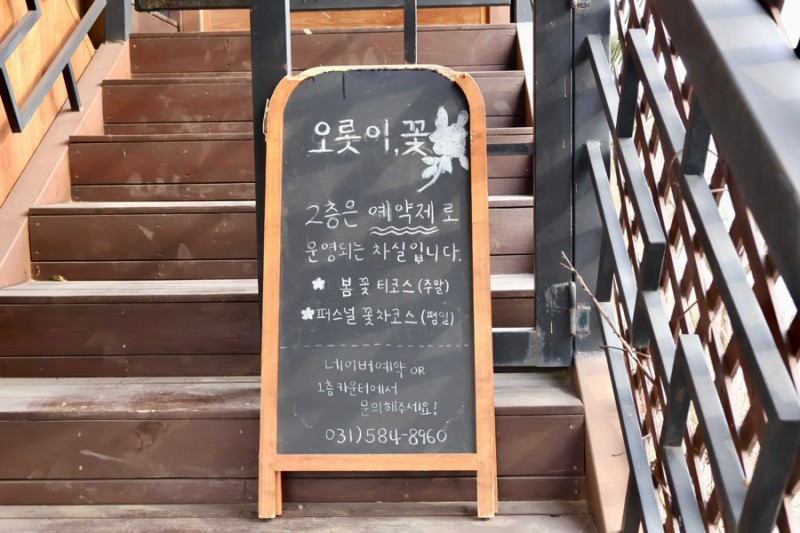 오롯이,꽃
2층은 예약제로
운영되는 차실입니다.
봄 꽃 티코스 (주말)
퍼스널 꽃차코스 (평일)
네이버예약 OR
1층 카운터에서
문의해주세요!
031)584-8960